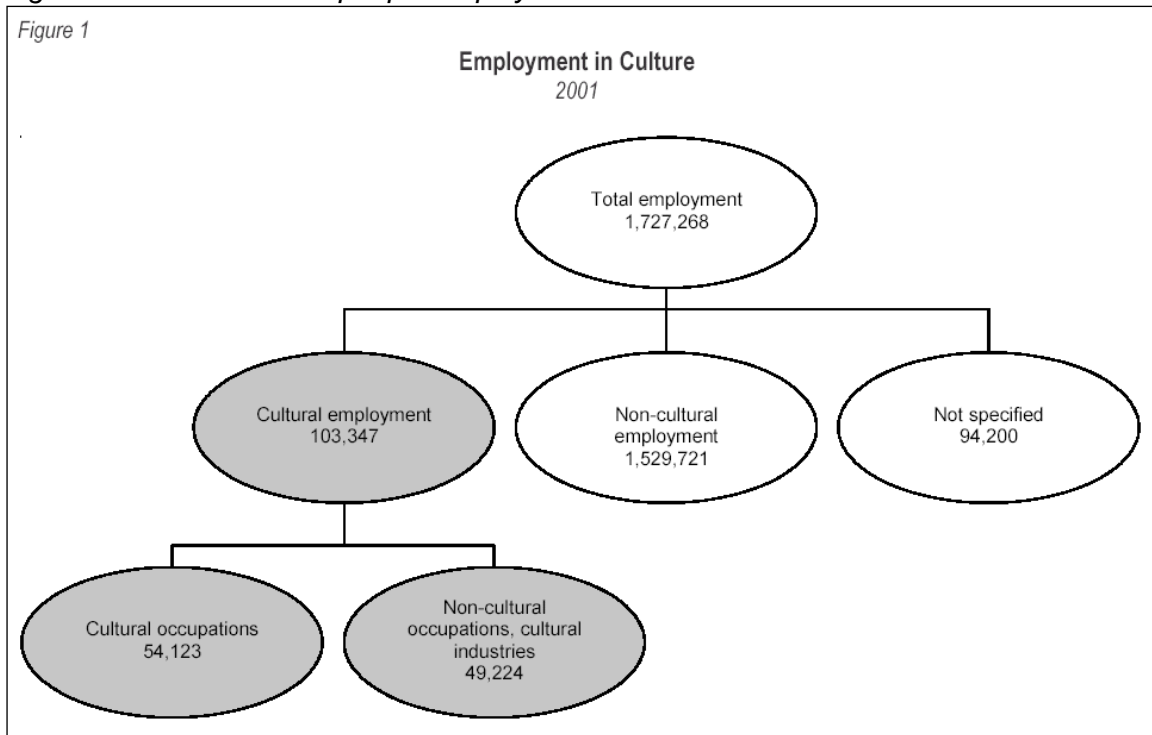 Figure 1
Employment in Culture
2001
Total employment
1,727,268
Cultural employment
103,347
Non-cultural
employment
1,529,721
Not specified
94,200
Cultural occupations
54,123
Non-cultural
occupations, cultural
industries
49,224